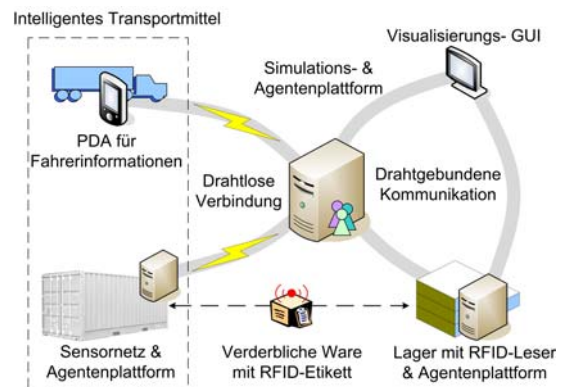 Intelligentes Transportmittel
Visualisierungs- GUI
Simulations- &
Agentenplattform
PDA für
Fahrerinformationen
Drahtlose
Verbindung
Drahtgebundene
Kommunikation
Sensornetz &
Agentenplattform
Verderbliche Ware
mit RFID-Etikett
Lager mit RFID-Leser
& Agentenplattform